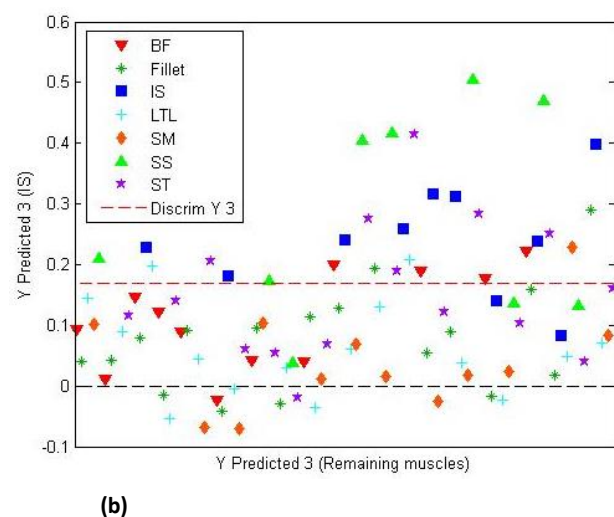 0.6
0.5
0.4
0.3
0.2
0.1
0
-0.1
Y Predicted 3 (IS)
BF
Fillet
IS
LTL
SM
SS
ST
Discrim Y 3
Y Predicted 3 (Remaining muscles)
(b)